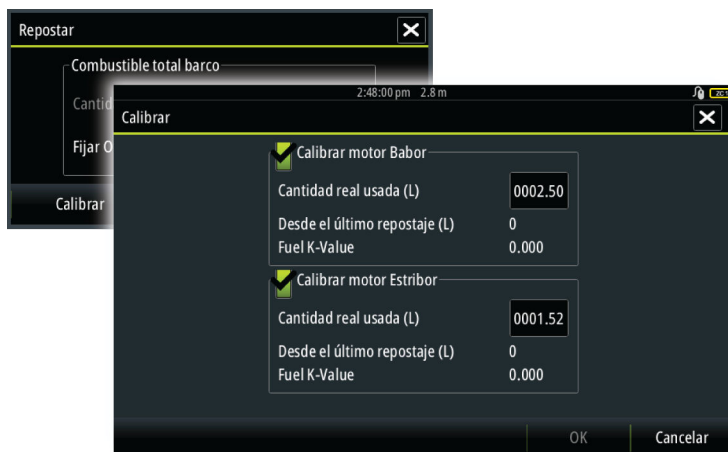 Repostar
Combustible total barco
Fijar
Calibrar
2:48:00 pm 2.8 m
Calibrar
Calibrar motor Babor
Cantidad real usada (L) 0002.50
Desde el último repostaje (L) 0
Fuel K-Value 0.000
Calibrar motor Estribor
Cantidad real usada (L) 0001.52
Desde el último repostaje (L) 0
Fuel K-Value 0.000
OK Cancelar